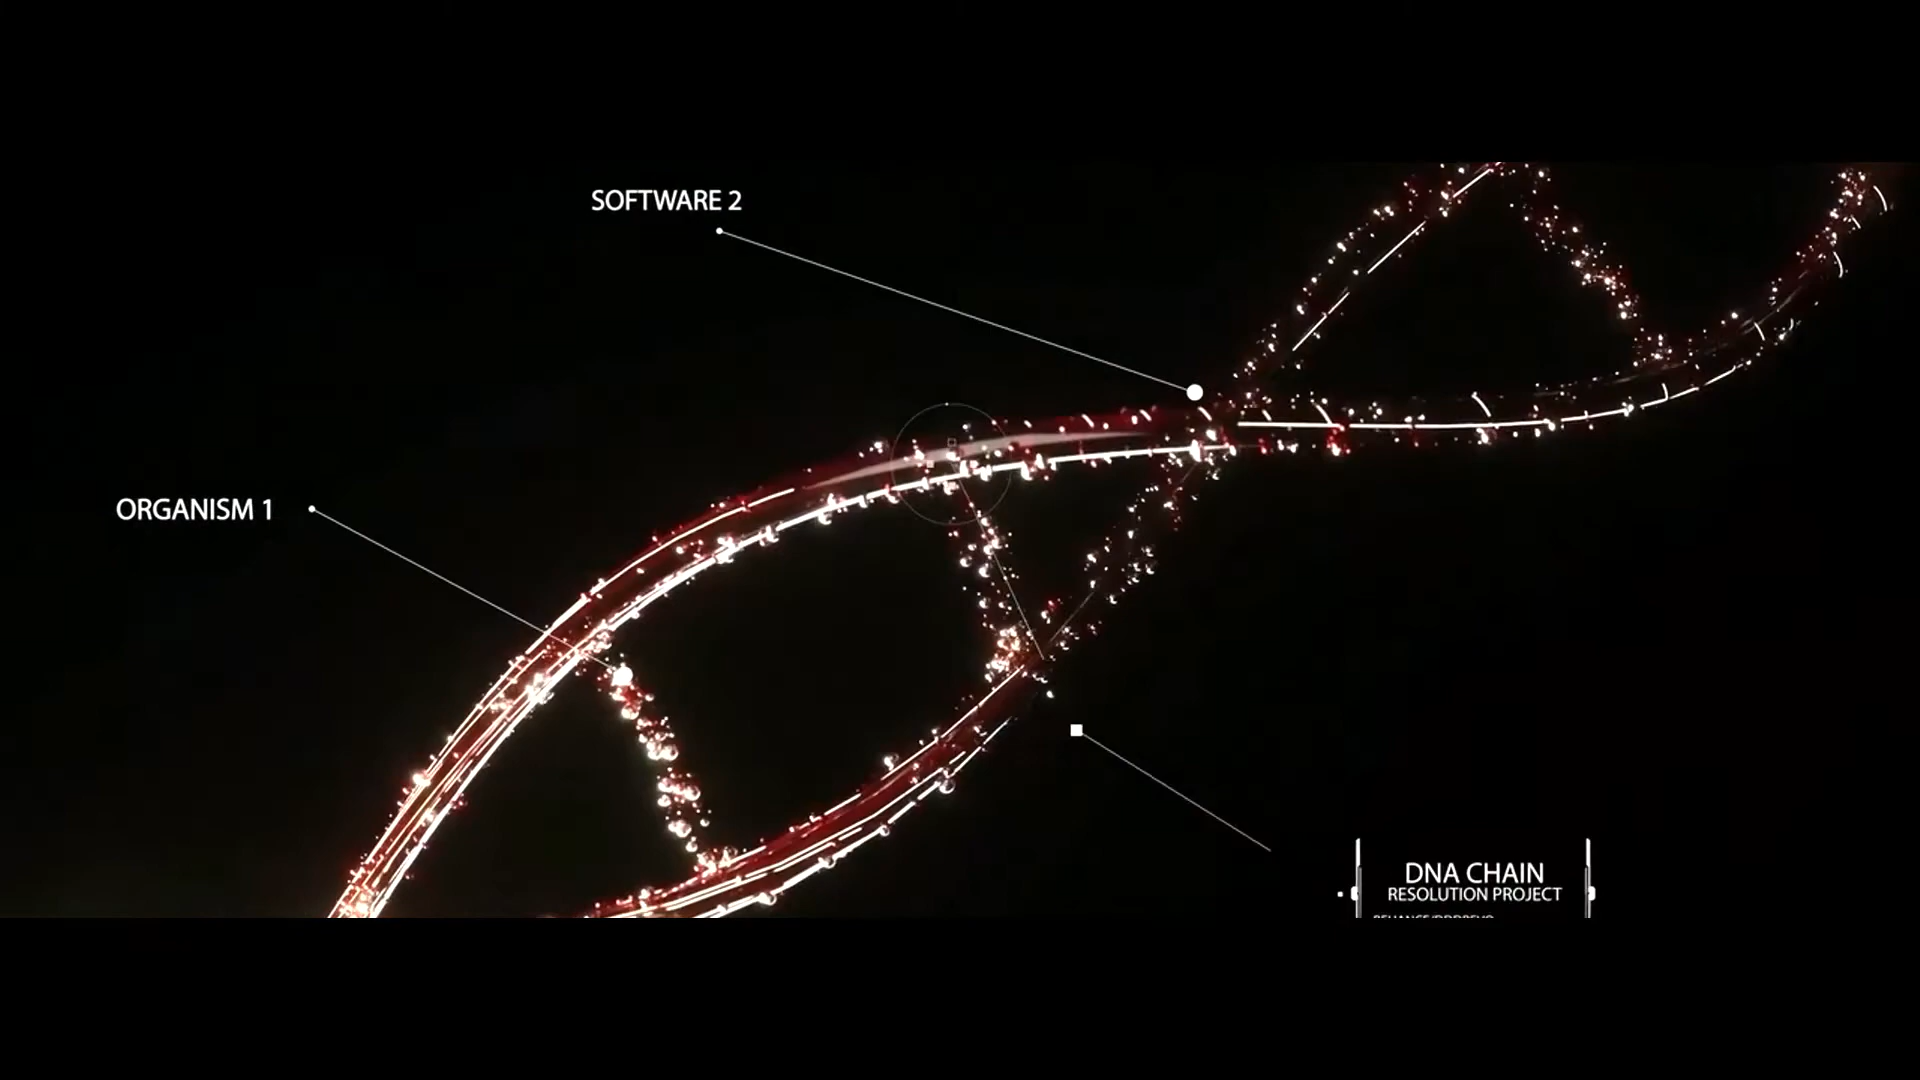 SOFTWARE 2
ORGANISM 1
DNA CHAIN
RESOLUTION PROJECT